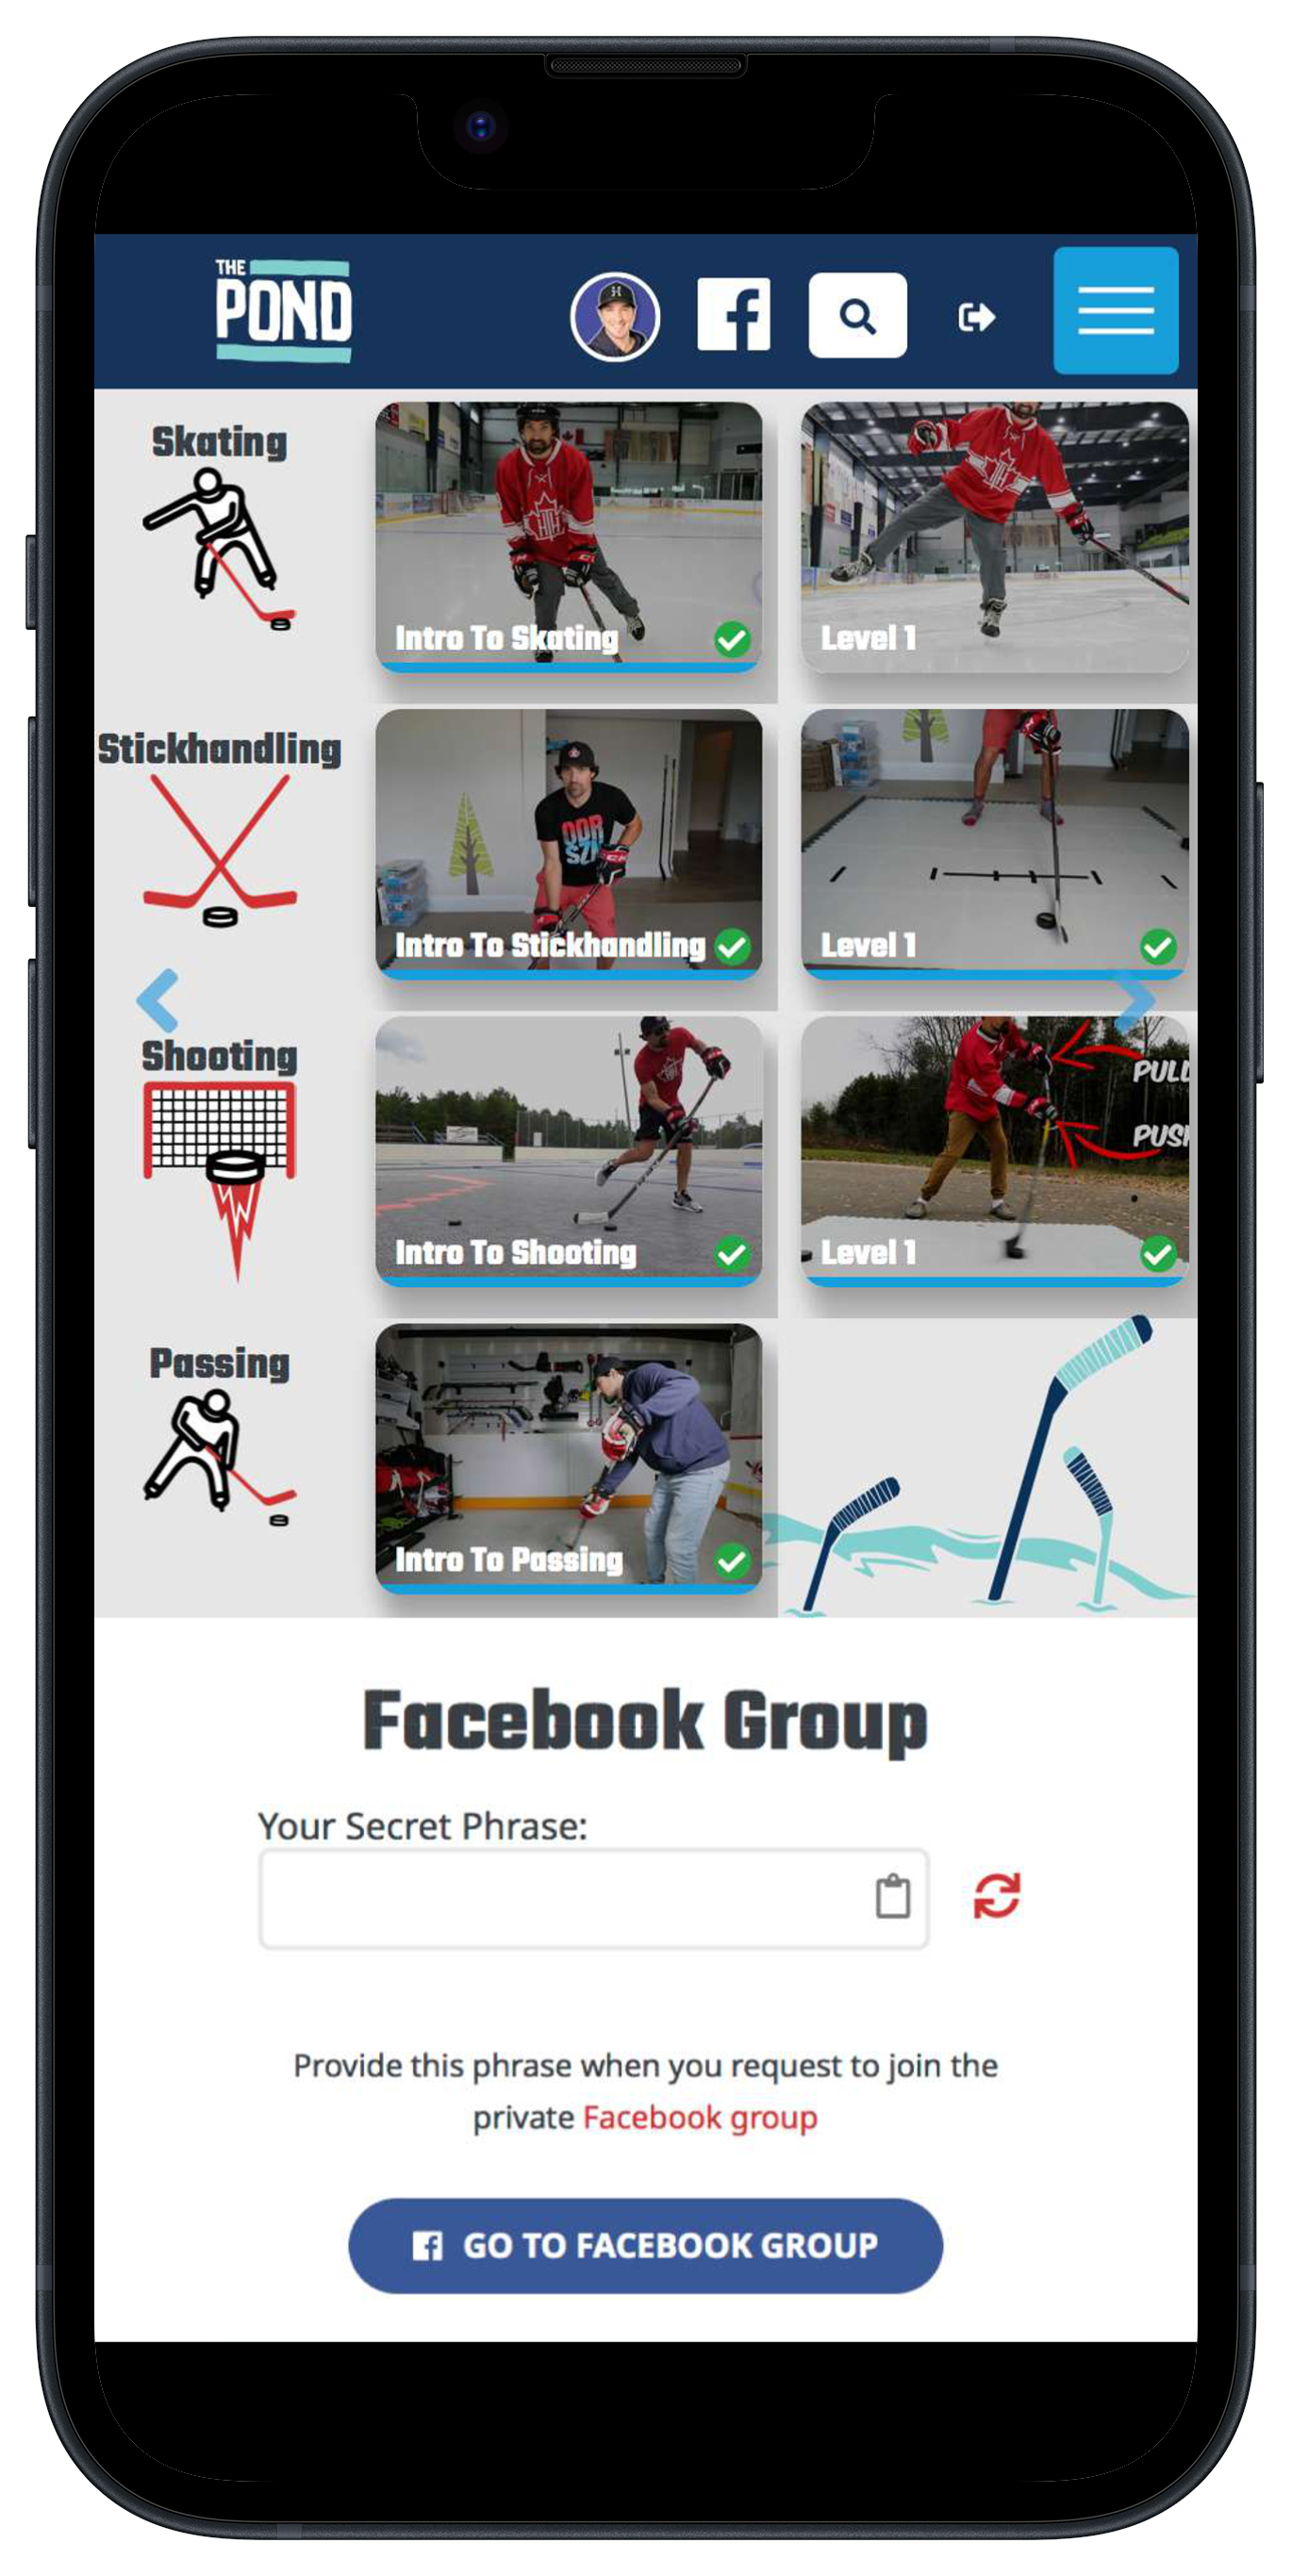 THE
POND
Skating
Intro To Skating
Level 1
Stickhandling
ODR
Intro To Stickhandling
Level 1
Shooting
PUSH
Intro To Shooting
Level 1
Passing
Intro To Passing
Facebook Group
Your Secret Phrase:
Provide this phrase when you request to join the
private Facebook group
GO TO FACEBOOK GROUP